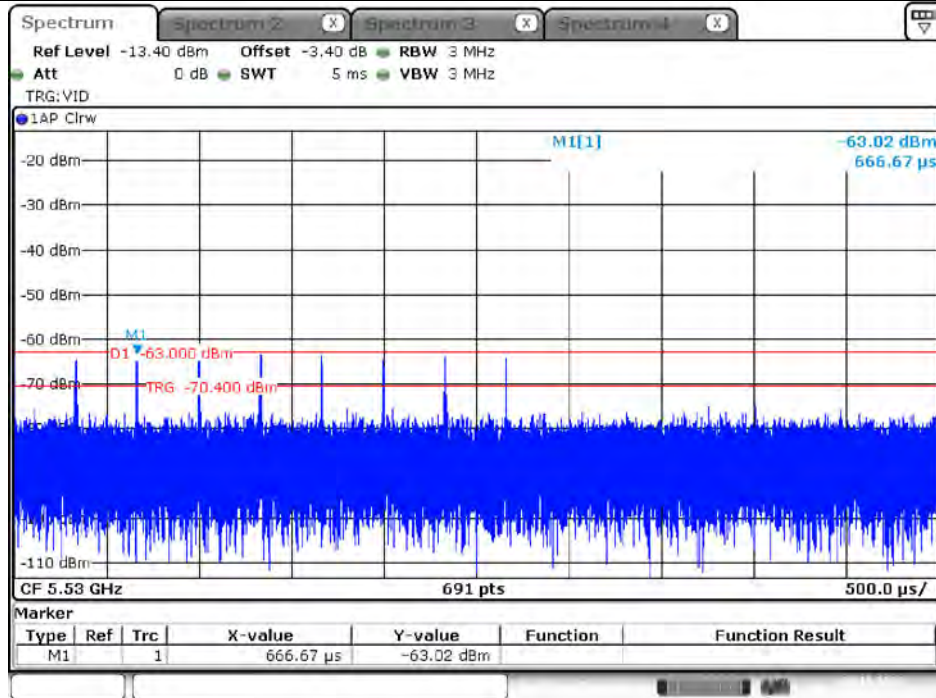 Spectrum Spectrum 2 X Spectrum 3 X Spectrum 4 X
Ref Level -13.40 dBm Offset -3.40 dB RBW 3 MHz
Att 0 dB SWT 5 ms VBW 3 MHz
TRG:VID
1AP Clrw
M1[1] -63.02 dBm
666.67 µs
-20 dBm
-30 dBm
-40 dBm
-50 dBm
-60 dBm
M1
D1 -63.000 dBm
-70 dBm
TRG -70.400 dBm
-110 dBm
CF 5.53 GHz 691 pts 500.0 µs/
Marker
Type Ref Trc X-value Y-value Function Function Result
M1 1 666.67 µs -63.02 dBm